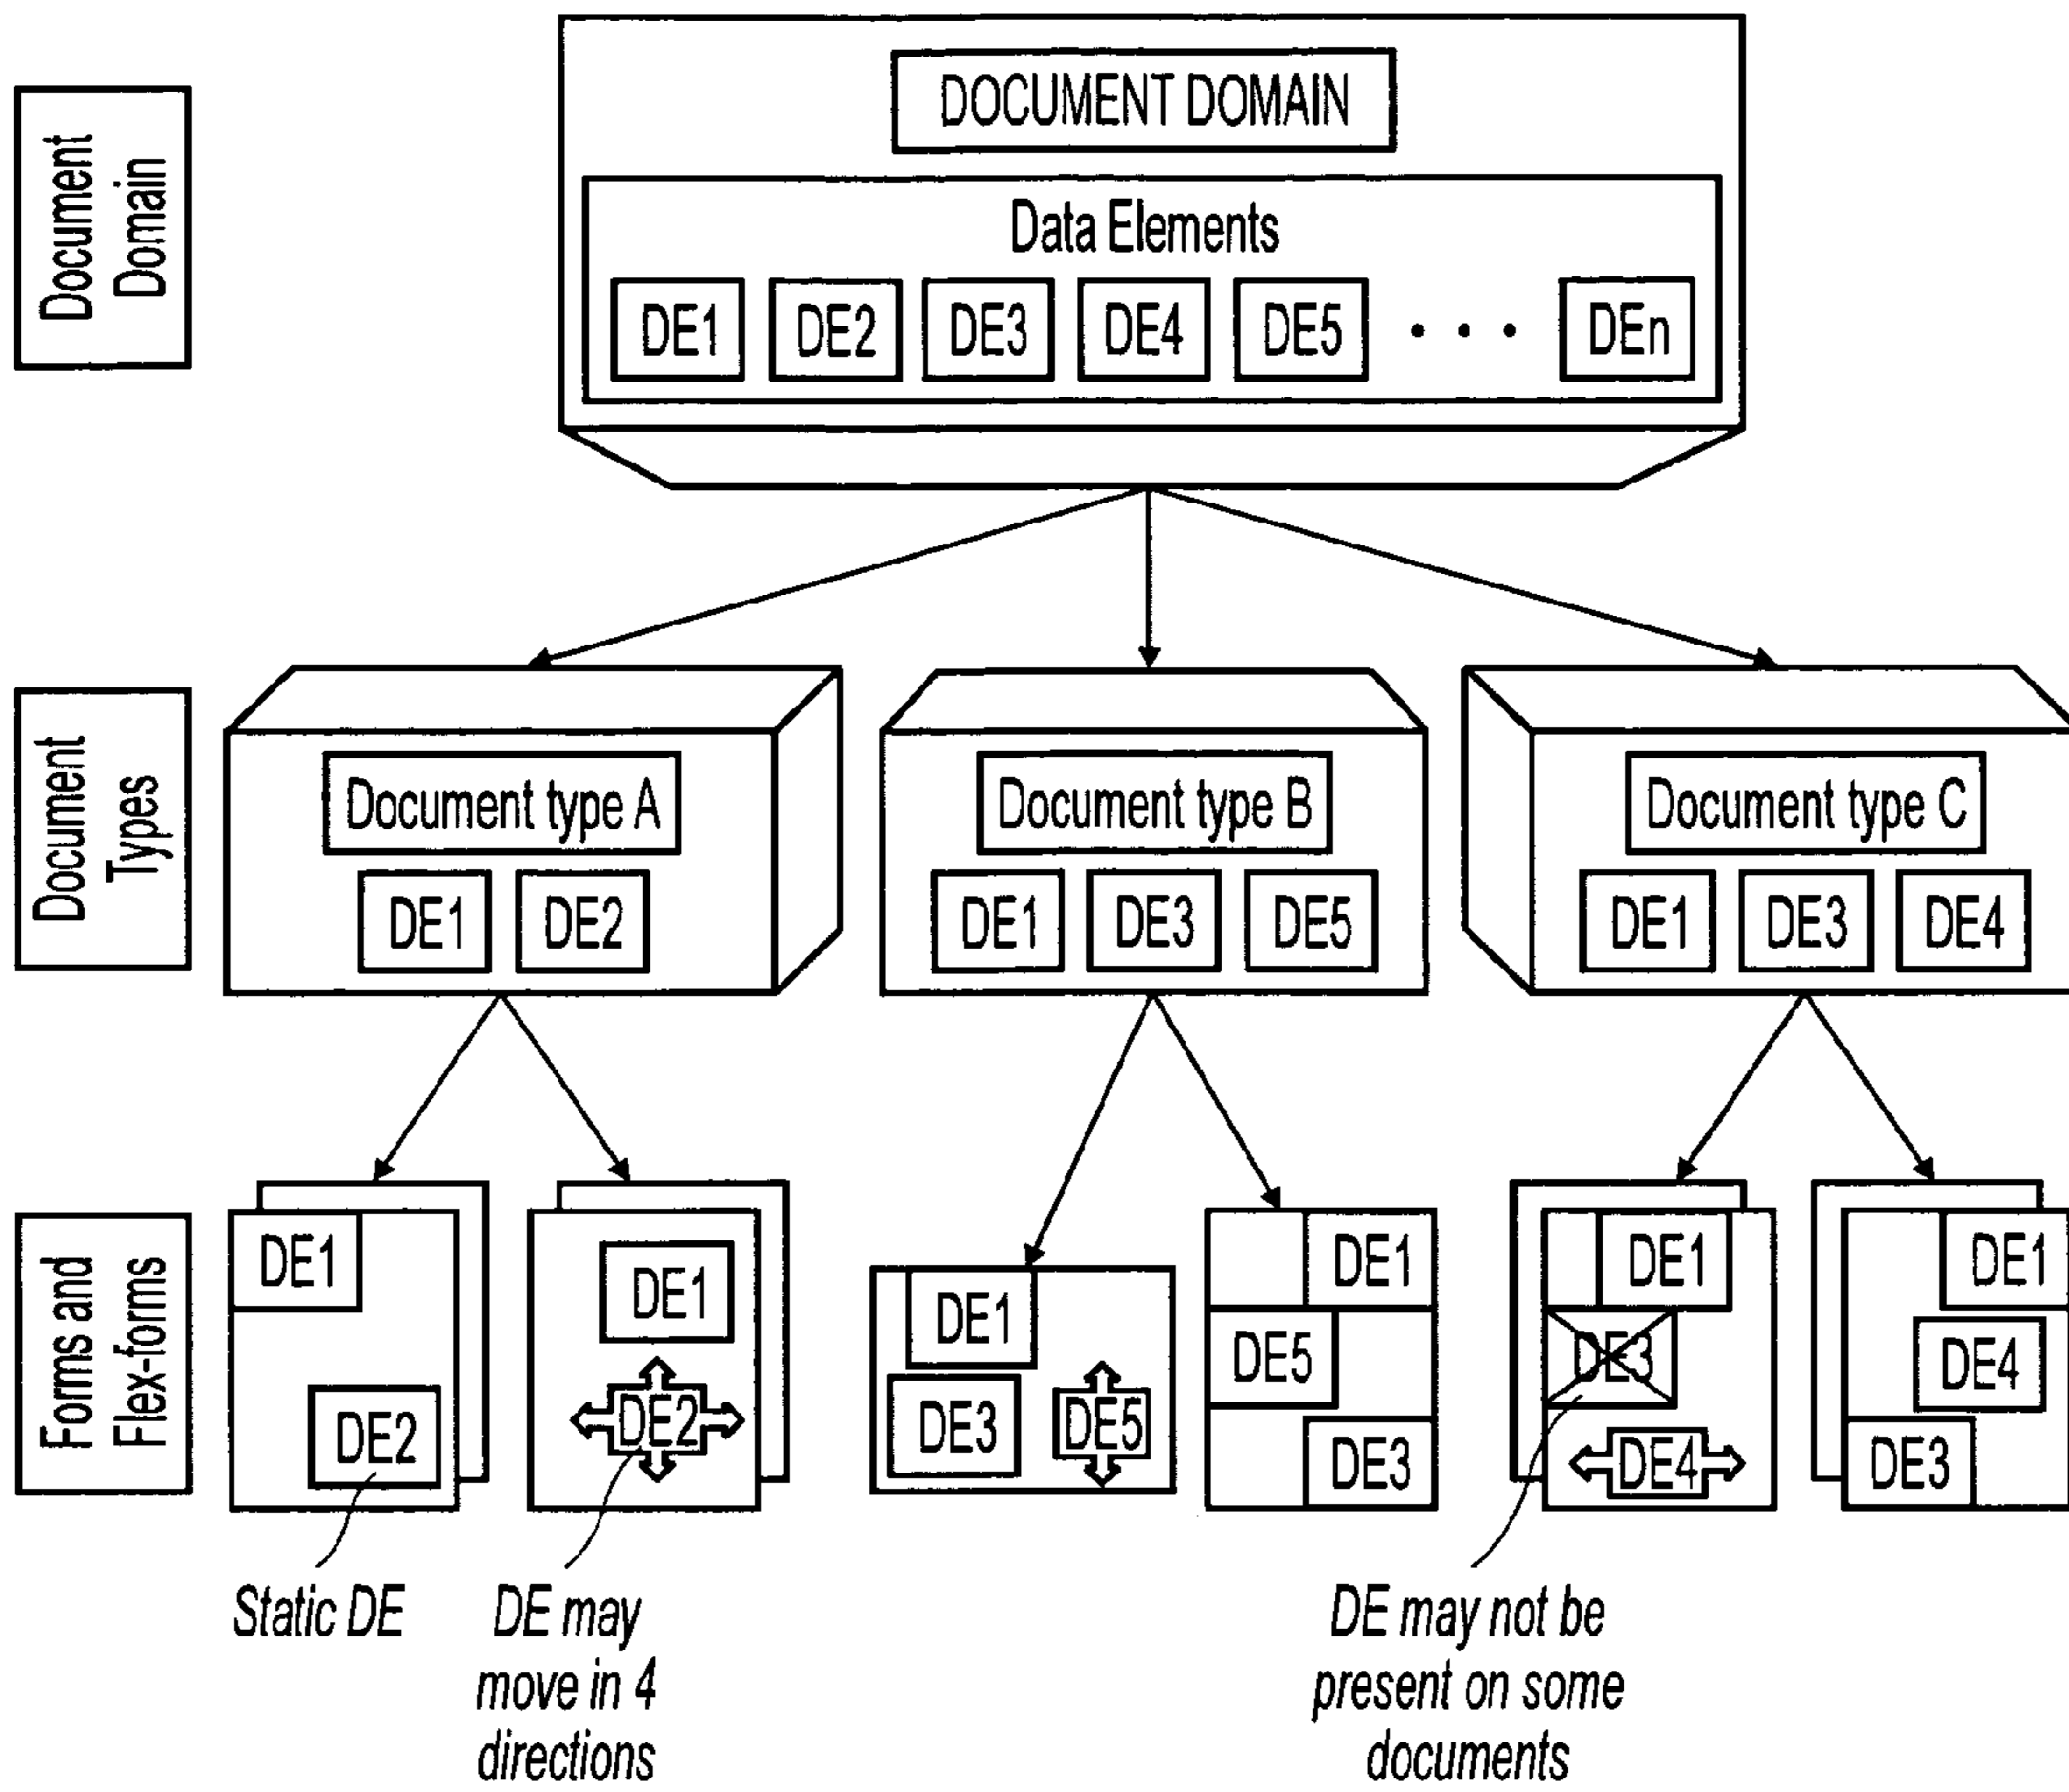 Document
Domain
DOCUMENT DOMAIN
Data Elements
DE1 DE2 DE3 DE4 DE5 . . . DEn
Document
Types
Document type A
DE1 DE2
Document type B
DE1 DE3 DE5
Document type C
DE1 DE3 DE4
Forms and
Flex-forms
DE1
DE2
DE1
DE2
DE1
DE3 DE5
DE1
DE5
DE3
DE1
DE3
DE4
DE1
DE4
DE3
Static DE
DE may
move in 4
directions
DE may not be
present on some
documents